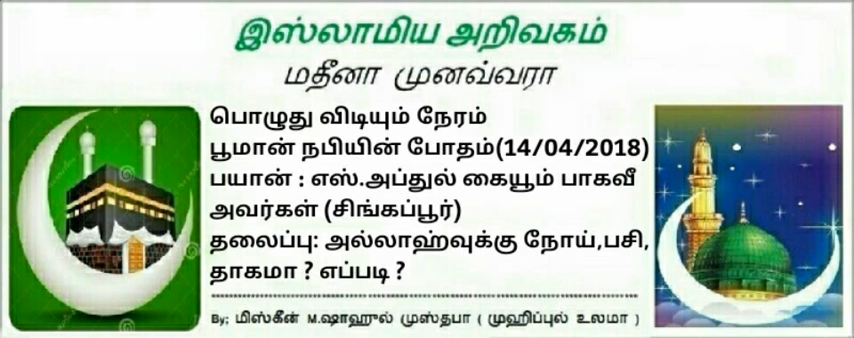 இஸ்லாமிய அறிவகம்
மதீனா முனவ்வரா
பொழுது விடியும் நேரம்
பூமான் நபியின் போதம்(14/04/2018)
பயான் : எஸ்.அப்துல் கையூம் பாகவீ
அவர்கள் (சிங்கப்பூர்)
தலைப்பு: அல்லாஹ்வுக்கு நோய்,பசி,
தாகமா ? எப்படி ?
By; மிஸ்கீன் M.ஷாஹுல் முஸ்தபா ( முஹிப்புல் உலமா )